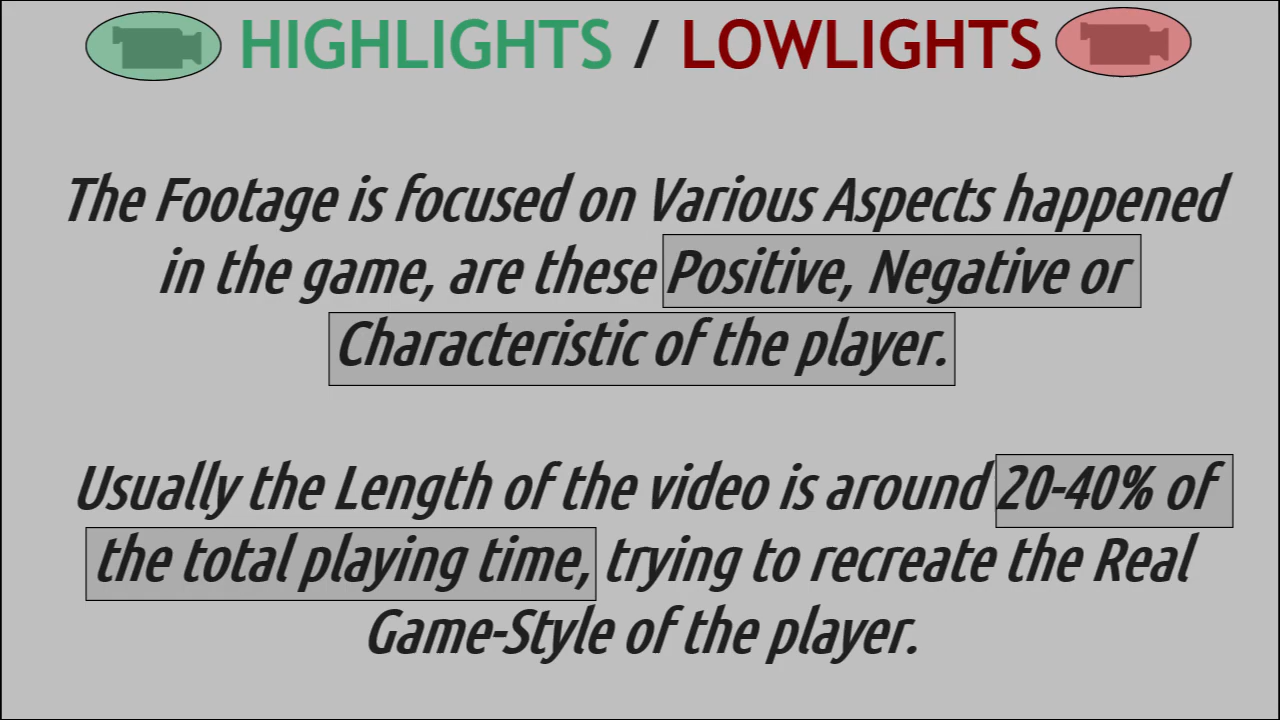 HIGHLIGHTS / LOWLIGHTS
The Footage is focused on Various Aspects happened
in the game, are these Positive, Negative or
Characteristic of the player.
Usually the Length of the video is around 20-40% of
the total playing time, trying to recreate the Real
Game-Style of the player.